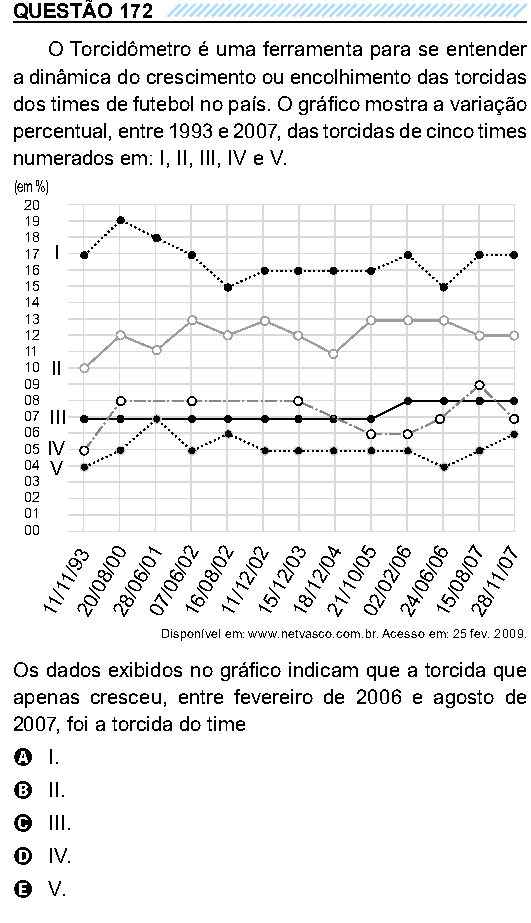 QUESTÃO 172
O Torcidômetro é uma ferramenta para se entender
a dinâmica do crescimento ou encolhimento das torcidas
dos times de futebol no país. O gráfico mostra a variação
percentual, entre 1993 e 2007, das torcidas de cinco times
numerados em: I, II, III, IV e V.
(em %)
20
19
18
17
I
16
15
14
13
12
11
10
II
09
08
07
III
06
05
IV
04
V
03
02
01
00
11/11/93
20/08/00
28/06/01
07/06/02
16/08/02
11/12/02
15/12/03
18/12/04
21/10/05
02/02/06
24/06/06
15/08/07
28/11/07
Disponível em: www.netvasco.com.br. Acesso em: 25 fev. 2009.
Os dados exibidos no gráfico indicam que a torcida que
apenas cresceu, entre fevereiro de 2006 e agosto de
2007, foi a torcida do time
A I.
B II.
C III.
D IV.
E V.